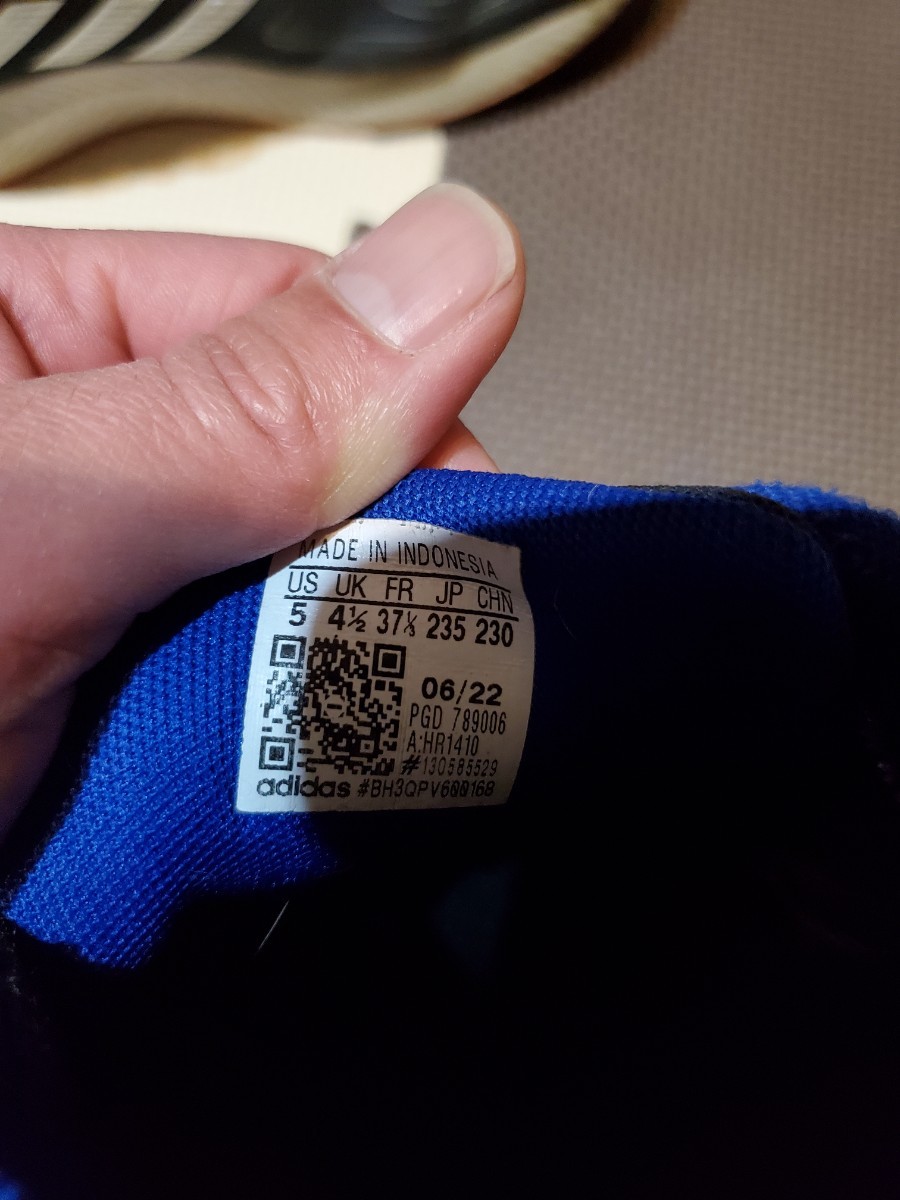 MADE IN INDONESIA
US UK FR JP CHN
5 4½ 37⅓ 235 230
06/22
PGD 789006
A:HR1410
#130585529
adidas #BH3QPV600168